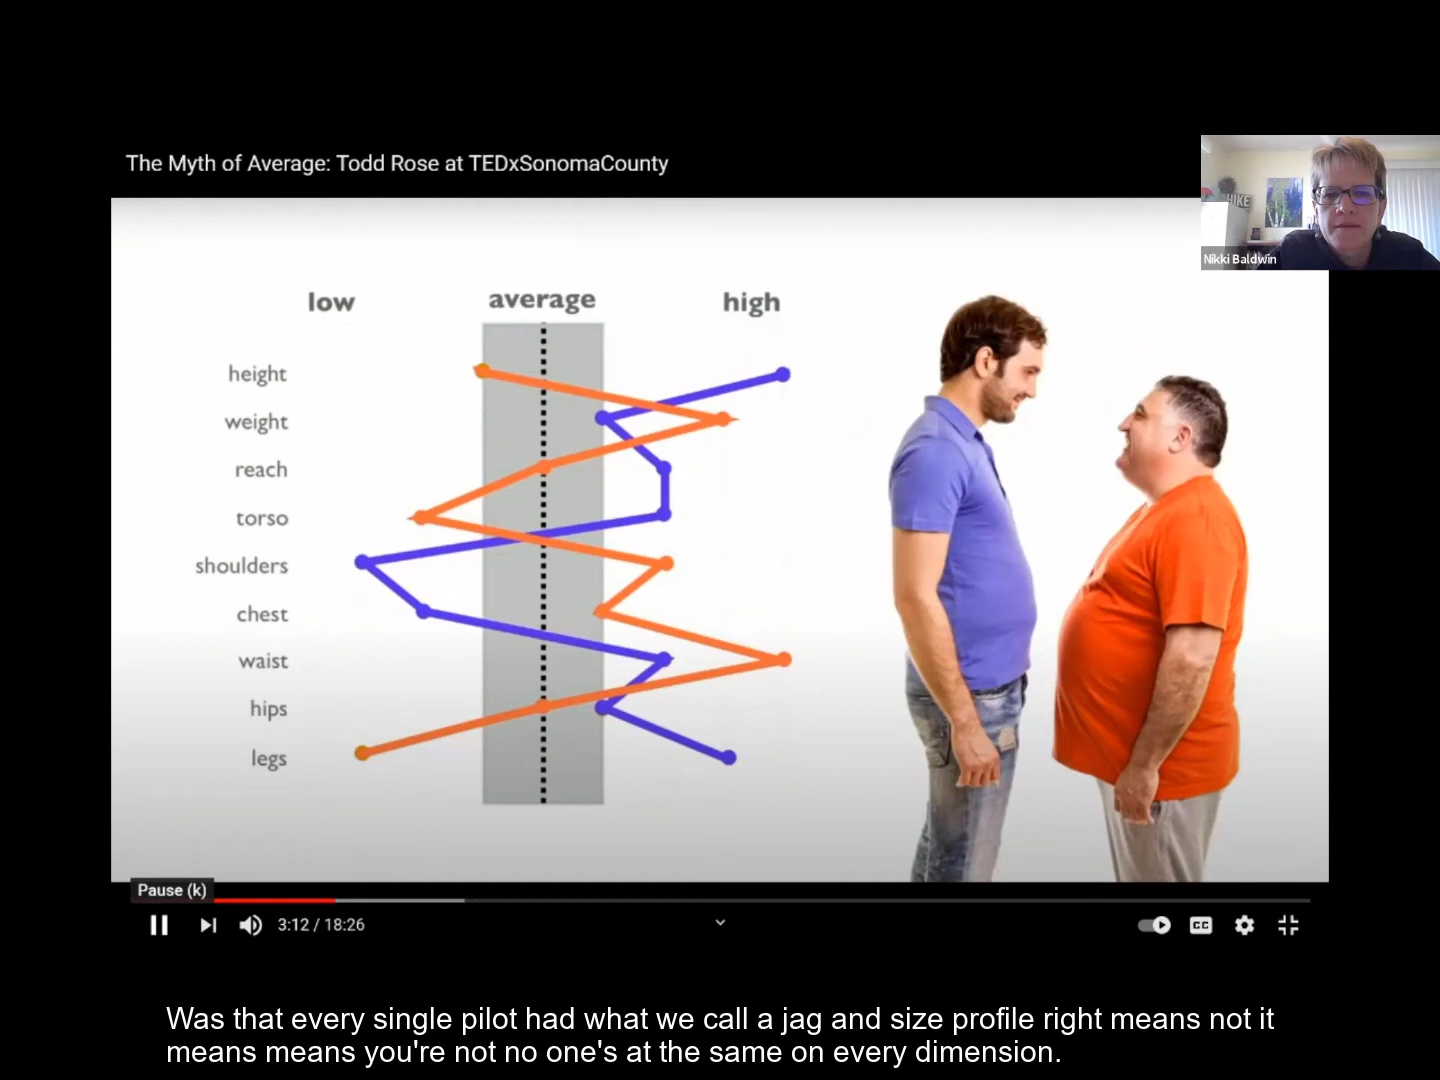 The Myth of Average: Todd Rose at TEDxSonomaCounty
HIKE
Nikki Baldwin
low average high
height
weight
reach
torso
shoulders
chest
waist
hips
legs
Pause (k)
3:12 / 18:26
CC
Was that every single pilot had what we call a jag and size profile right means not it
means means you're not no one's at the same on every dimension.